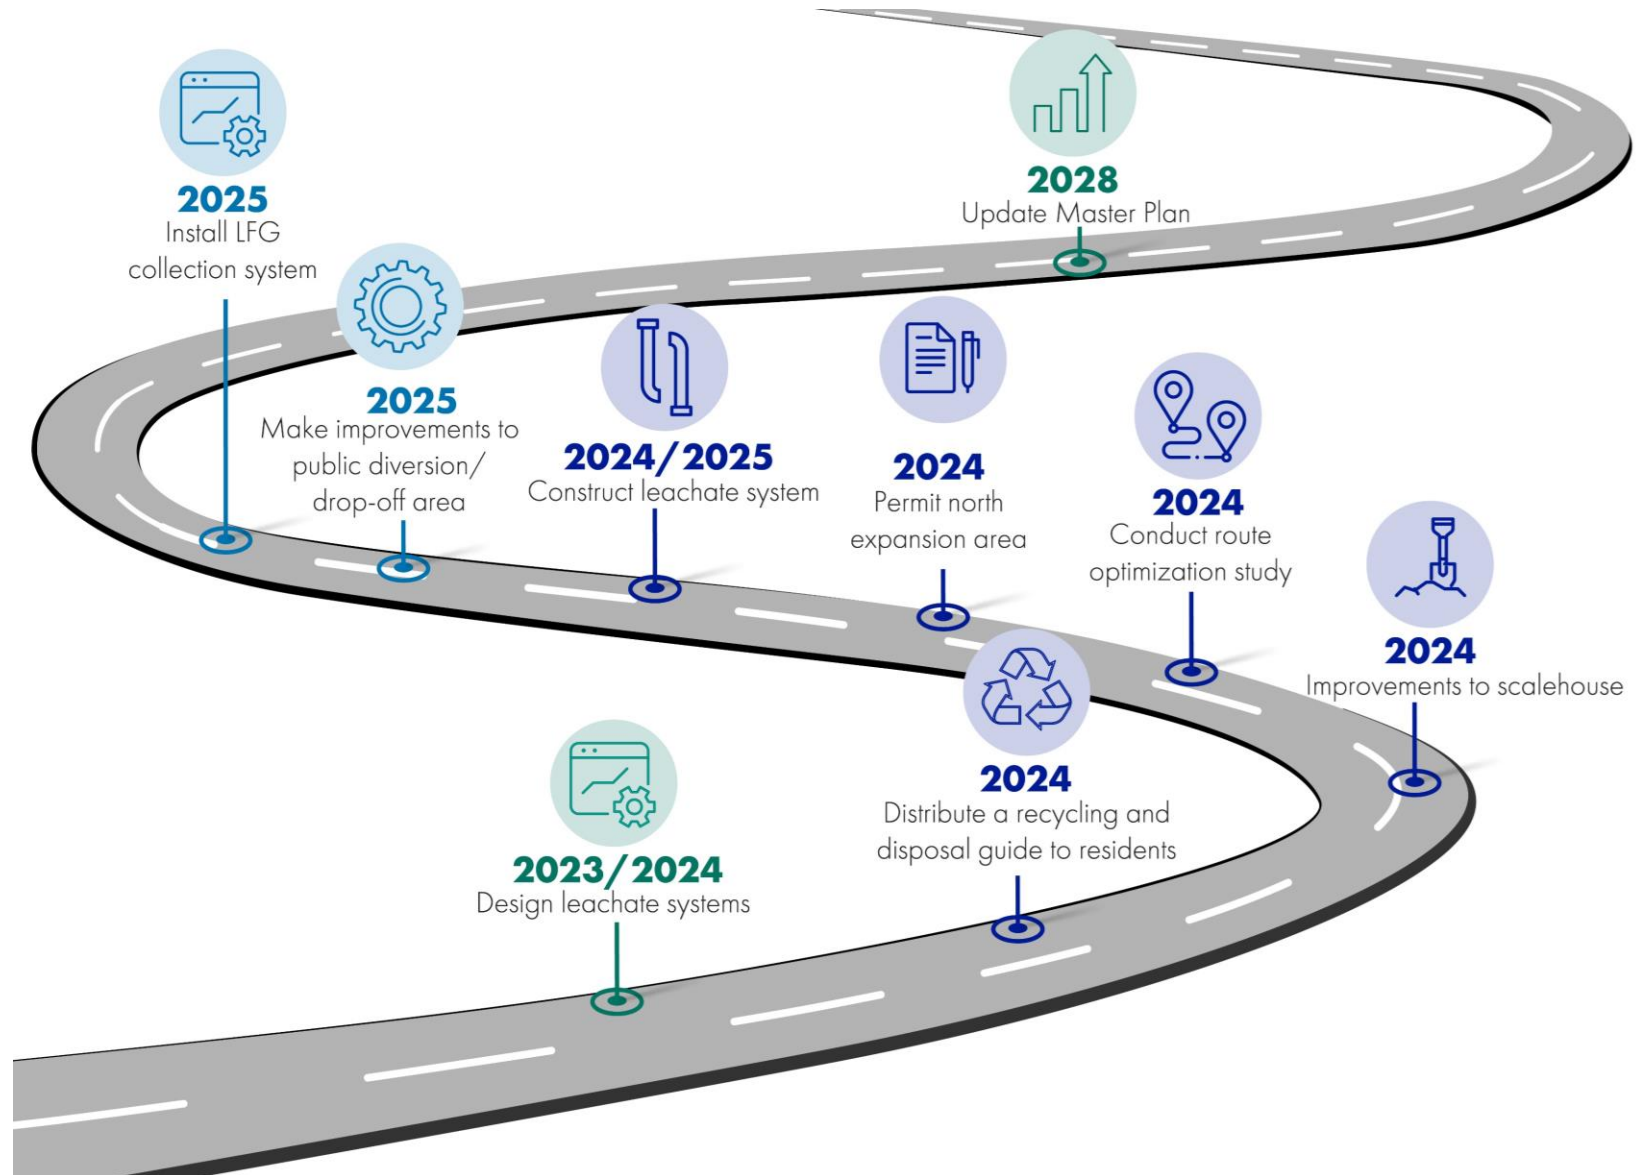 2025
Install LFG
collection system
2028
Update Master Plan
2025
Make improvements to
public diversion/
drop-off area
2024/2025
Construct leachate system
2024
Permit north
expansion area
2024
Conduct route
optimization study
2024
Improvements to scalehouse
2023/2024
Design leachate systems
2024
Distribute a recycling and
disposal guide to residents